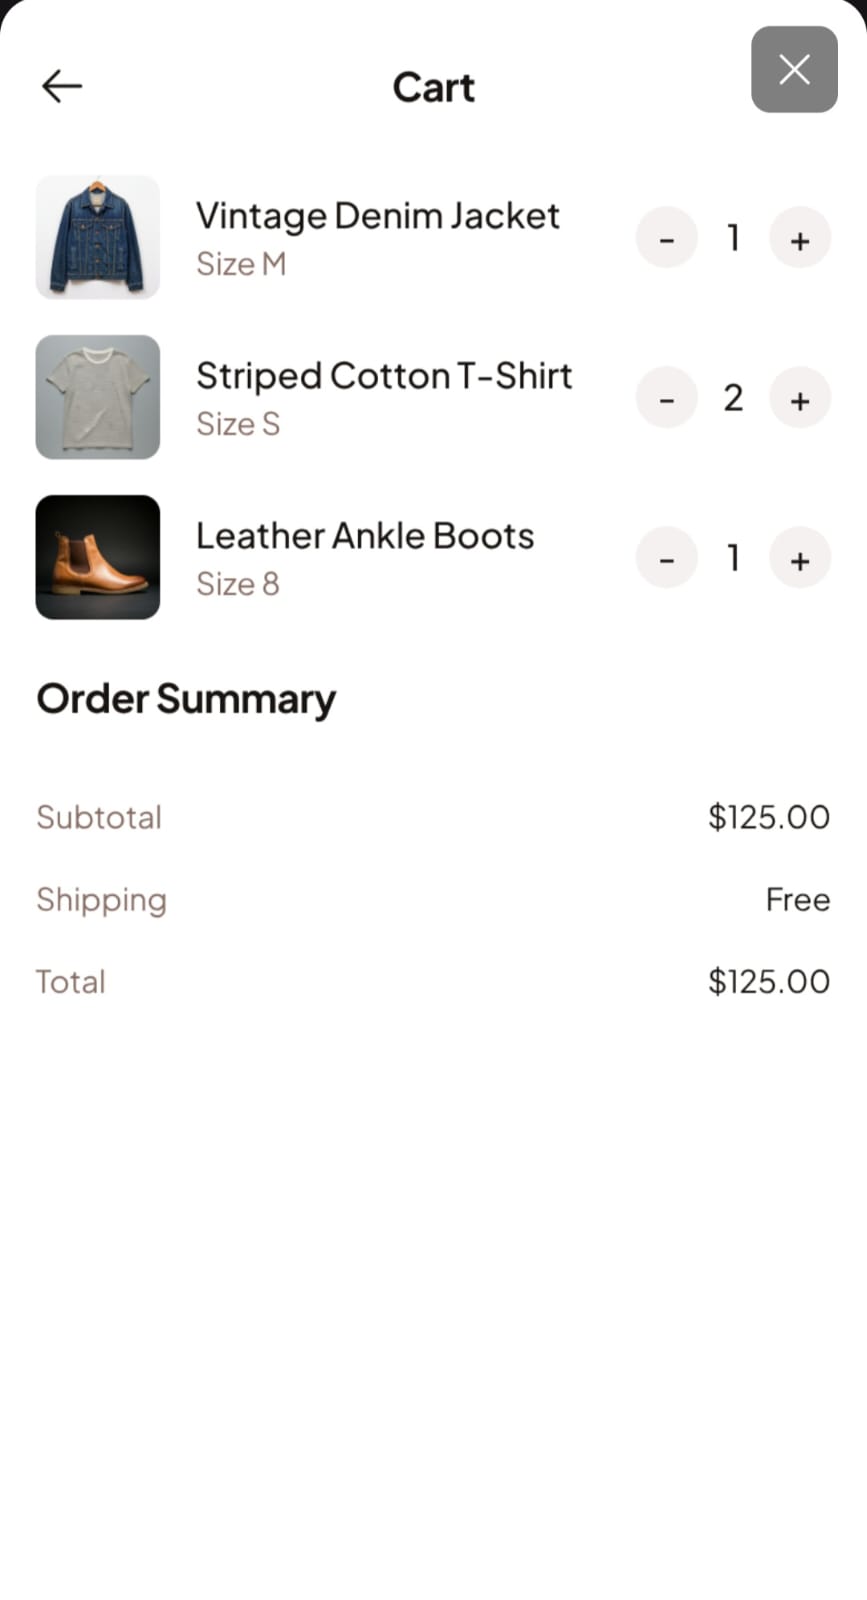 Cart
Vintage Denim Jacket
Size M
- 1 +
Striped Cotton T-Shirt
Size S
- 2 +
Leather Ankle Boots
Size 8
- 1 +
Order Summary
Subtotal $125.00
Shipping Free
Total $125.00